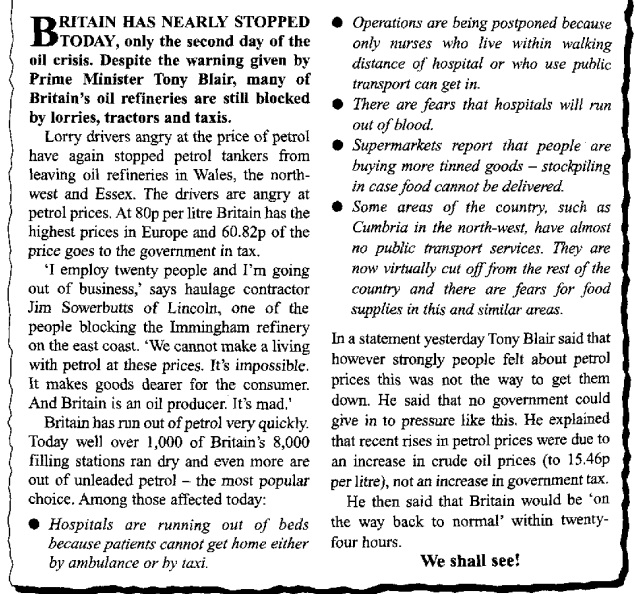 BRITAIN HAS NEARLY STOPPED
TODAY, only the second day of the
oil crisis. Despite the warning given by
Prime Minister Tony Blair, many of
Britain's oil refineries are still blocked
by lorries, tractors and taxis.
Lorry drivers angry at the price of petrol
have again stopped petrol tankers from
leaving oil refineries in Wales, the north-
west and Essex. The drivers are angry at
petrol prices. At 80p per litre Britain has the
highest prices in Europe and 60.82p of the
price goes to the government in tax.
'I employ twenty people and I'm going
out of business,' says haulage contractor
Jim Sowerbutts of Lincoln, one of the
people blocking the Immingham refinery
on the east coast. 'We cannot make a living
with petrol at these prices. It's impossible.
It makes goods dearer for the consumer.
And Britain is an oil producer. It's mad.'
Britain has run out of petrol very quickly.
Today well over 1,000 of Britain's 8,000
filling stations ran dry and even more are
out of unleaded petrol – the most popular
choice. Among those affected today:
● Hospitals are running out of beds
because patients cannot get home either
by ambulance or by taxi.
● Operations are being postponed because
only nurses who live within walking
distance of hospital or who use public
transport can get in.
● There are fears that hospitals will run
out of blood.
● Supermarkets report that people are
buying more tinned goods – stockpiling
in case food cannot be delivered.
● Some areas of the country, such as
Cumbria in the north-west, have almost
no public transport services. They are
now virtually cut off from the rest of the
country and there are fears for food
supplies in this and similar areas.
In a statement yesterday Tony Blair said that
however strongly people felt about petrol
prices this was not the way to get them
down. He said that no government could
give in to pressure like this. He explained
that recent rises in petrol prices were due to
an increase in crude oil prices (to 15.46p
per litre), not an increase in government tax.
He then said that Britain would be 'on
the way back to normal' within twenty-
four hours.
We shall see!